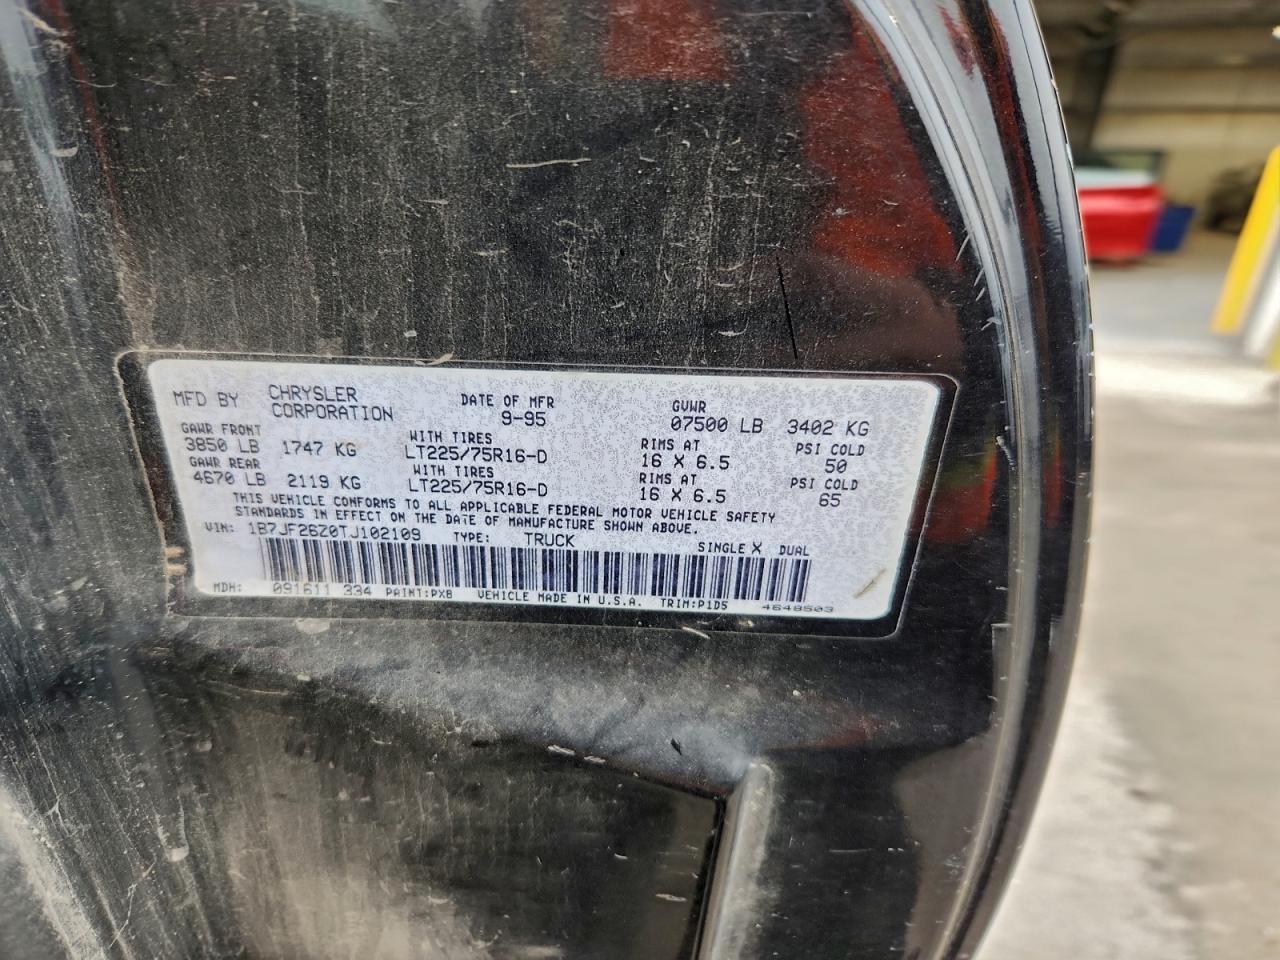 MFD BY CHRYSLER CORPORATION DATE OF MFR 9-95 GVWR 07500 LB 3402 KG
GAWR FRONT 3850 LB 1747 KG WITH TIRES LT225/75R16-D RIMS AT 16 X 6.5 PSI COLD 50
GAWR REAR 4670 LB 2119 KG WITH TIRES LT225/75R16-D RIMS AT 16 X 6.5 PSI COLD 65
THIS VEHICLE CONFORMS TO ALL APPLICABLE FEDERAL MOTOR VEHICLE SAFETY
STANDARDS IN EFFECT ON THE DATE OF MANUFACTURE SHOWN ABOVE.
VIN: 1B7JF26Z0TJ102109 TYPE: TRUCK SINGLE X DUAL
MDH: 091611 334 PAINT:PX8 VEHICLE MADE IN U.S.A. TRIM:P1D5 4648503